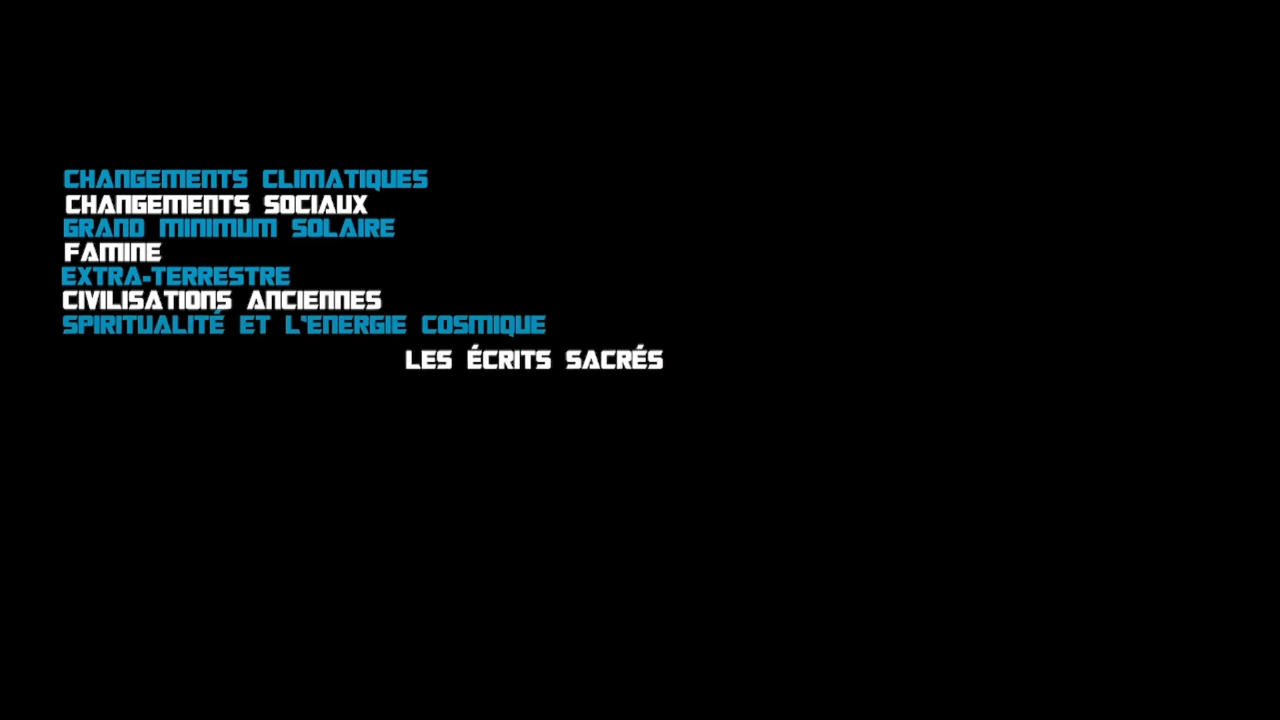 CHANGEMENTS CLIMATIQUES
CHANGEMENTS SOCIAUX
GRAND MINIMUM SOLAIRE
FAMINE
EXTRA-TERRESTRE
CIVILISATIONS ANCIENNES
SPIRITUALITÉ ET L'ENERGIE COSMIQUE
LES ÉCRITS SACRÉS